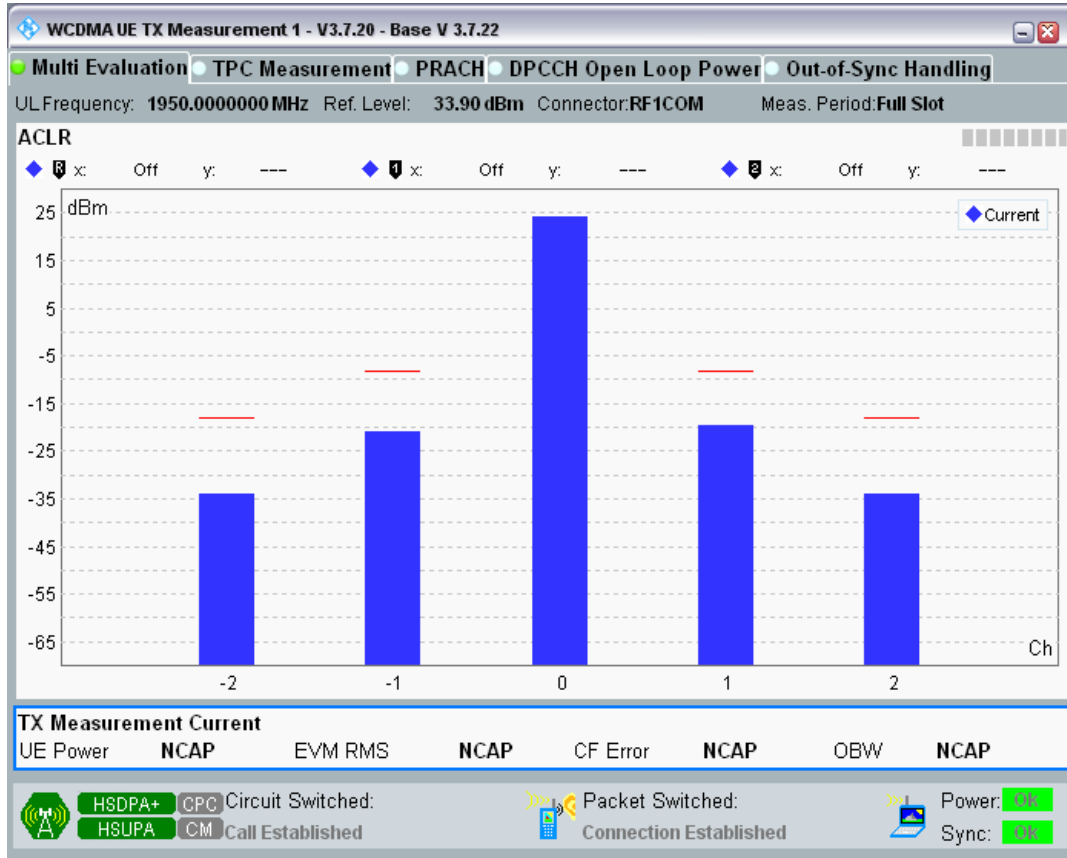 WCDMA UE TX Measurement 1 - V3.7.20 - Base V 3.7.22
Multi Evaluation TPC Measurement PRACH DPCCH Open Loop Power Out-of-Sync Handling
UL Frequency: 1950.0000000 MHz Ref. Level: 33.90 dBm Connector:RF1COM Meas. Period:Full Slot
ACLR
R x: Off y: --- 1 x: Off y: --- 2 x: Off y: ---
dBm
Current
25
15
5
-5
-15
-25
-35
-45
-55
-65
Ch
-2 -1 0 1 2
TX Measurement Current
UE Power NCAP EVM RMS NCAP CF Error NCAP OBW NCAP
HSDPA+ CPC Circuit Switched: Packet Switched: Power: Ok
HSUPA CM Call Established Connection Established Sync: Ok